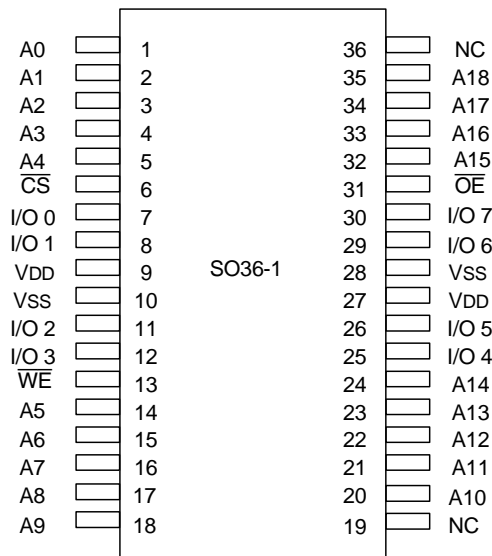 A0 1 36 NC
A1 2 35 A18
A2 3 34 A17
A3 4 33 A16
A4 5 32 A15
C̅S̅ 6 31 O̅E̅
I/O 0 7 30 I/O 7
I/O 1 8 29 I/O 6
VDD 9 SO36-1 28 VSS
VSS 10 27 VDD
I/O 2 11 26 I/O 5
I/O 3 12 25 I/O 4
W̅E̅ 13 24 A14
A5 14 23 A13
A6 15 22 A12
A7 16 21 A11
A8 17 20 A10
A9 18 19 NC